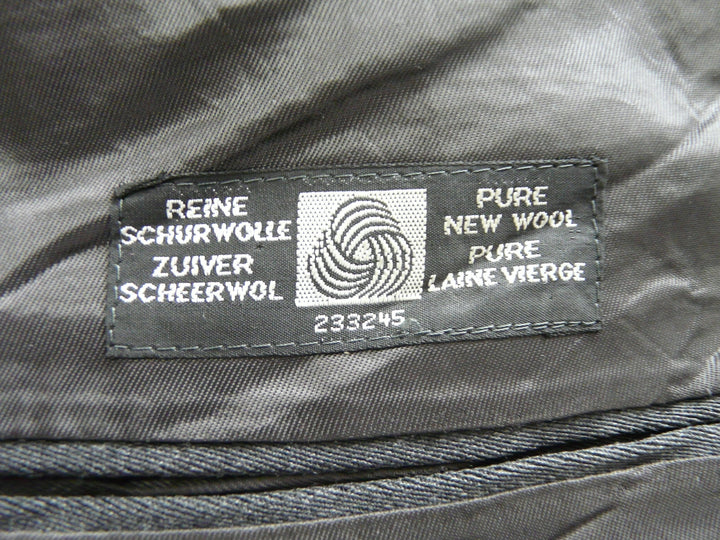 REINE
SCHURWOLLE
ZUIVER
SCHEERWOL
233245
PURE
NEW WOOL
PURE
LAINE VIERGE